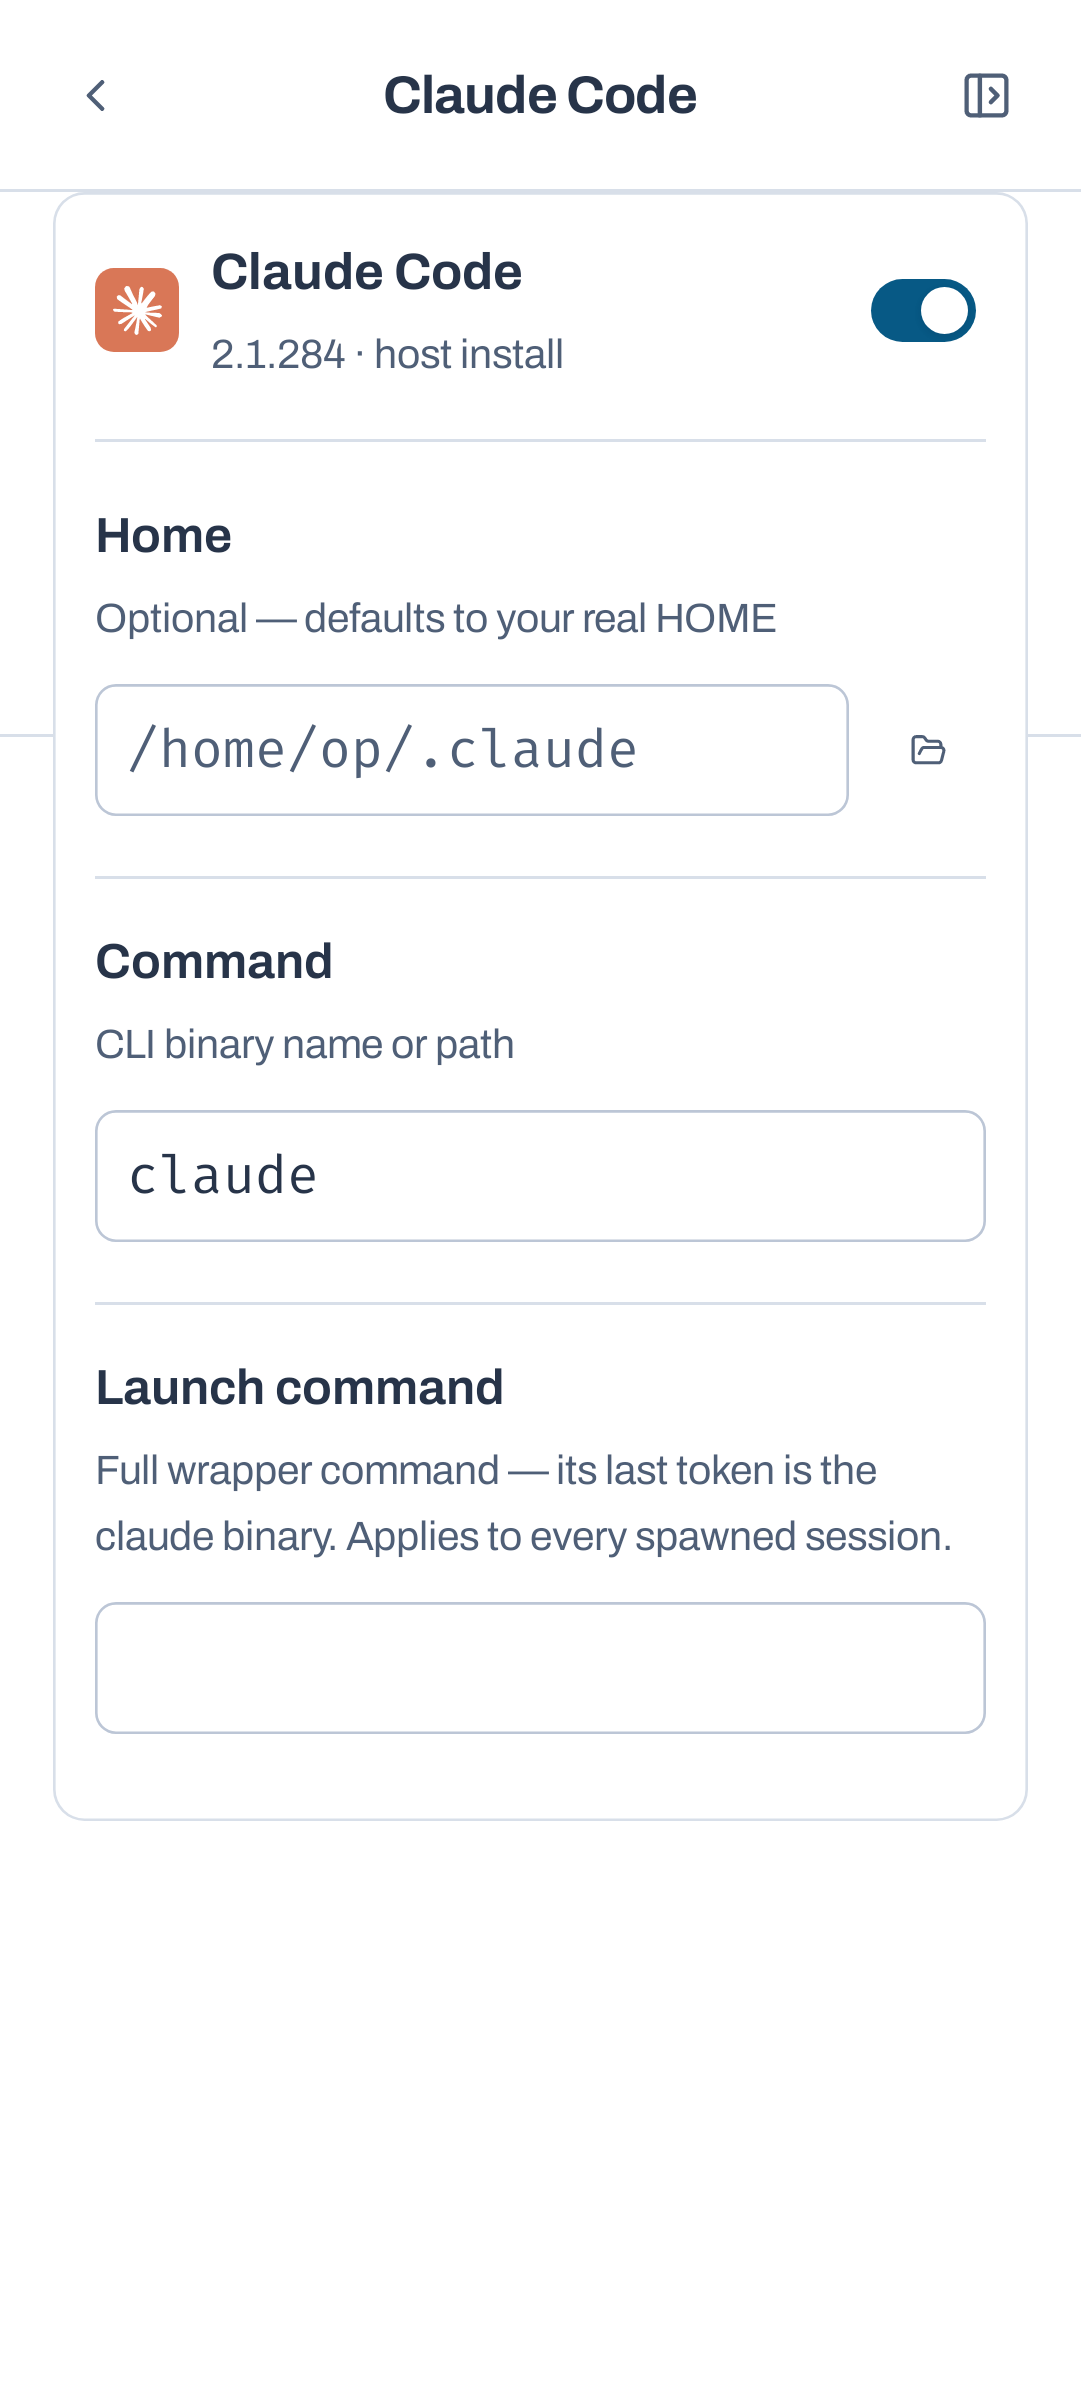 Claude Code
Claude Code
2.1.284 · host install
Home
Optional — defaults to your real HOME
/home/op/.claude
Command
CLI binary name or path
claude
Launch command
Full wrapper command — its last token is the
claude binary. Applies to every spawned session.